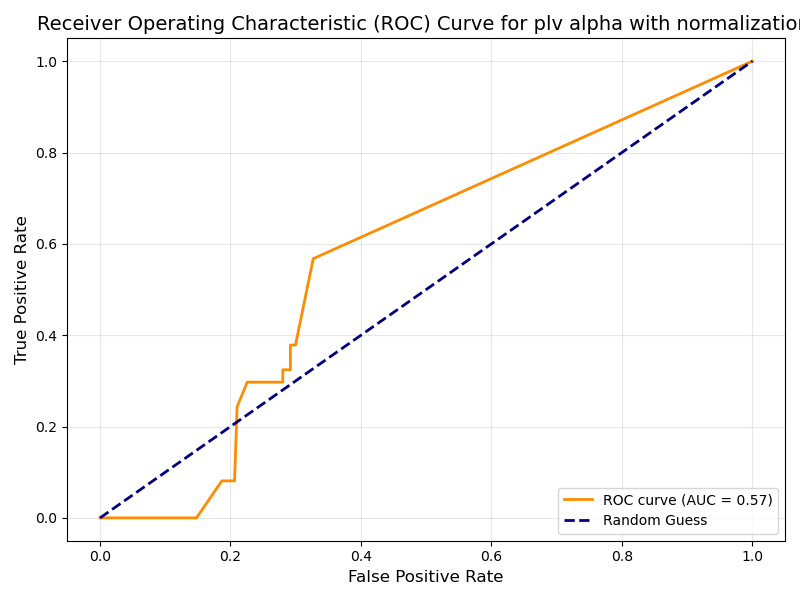 Receiver Operating Characteristic (ROC) Curve for plv alpha with normalization
1.0
0.8
0.6
0.4
0.2
0.0
True Positive Rate
0.0 0.2 0.4 0.6 0.8 1.0
False Positive Rate
ROC curve (AUC = 0.57)
Random Guess